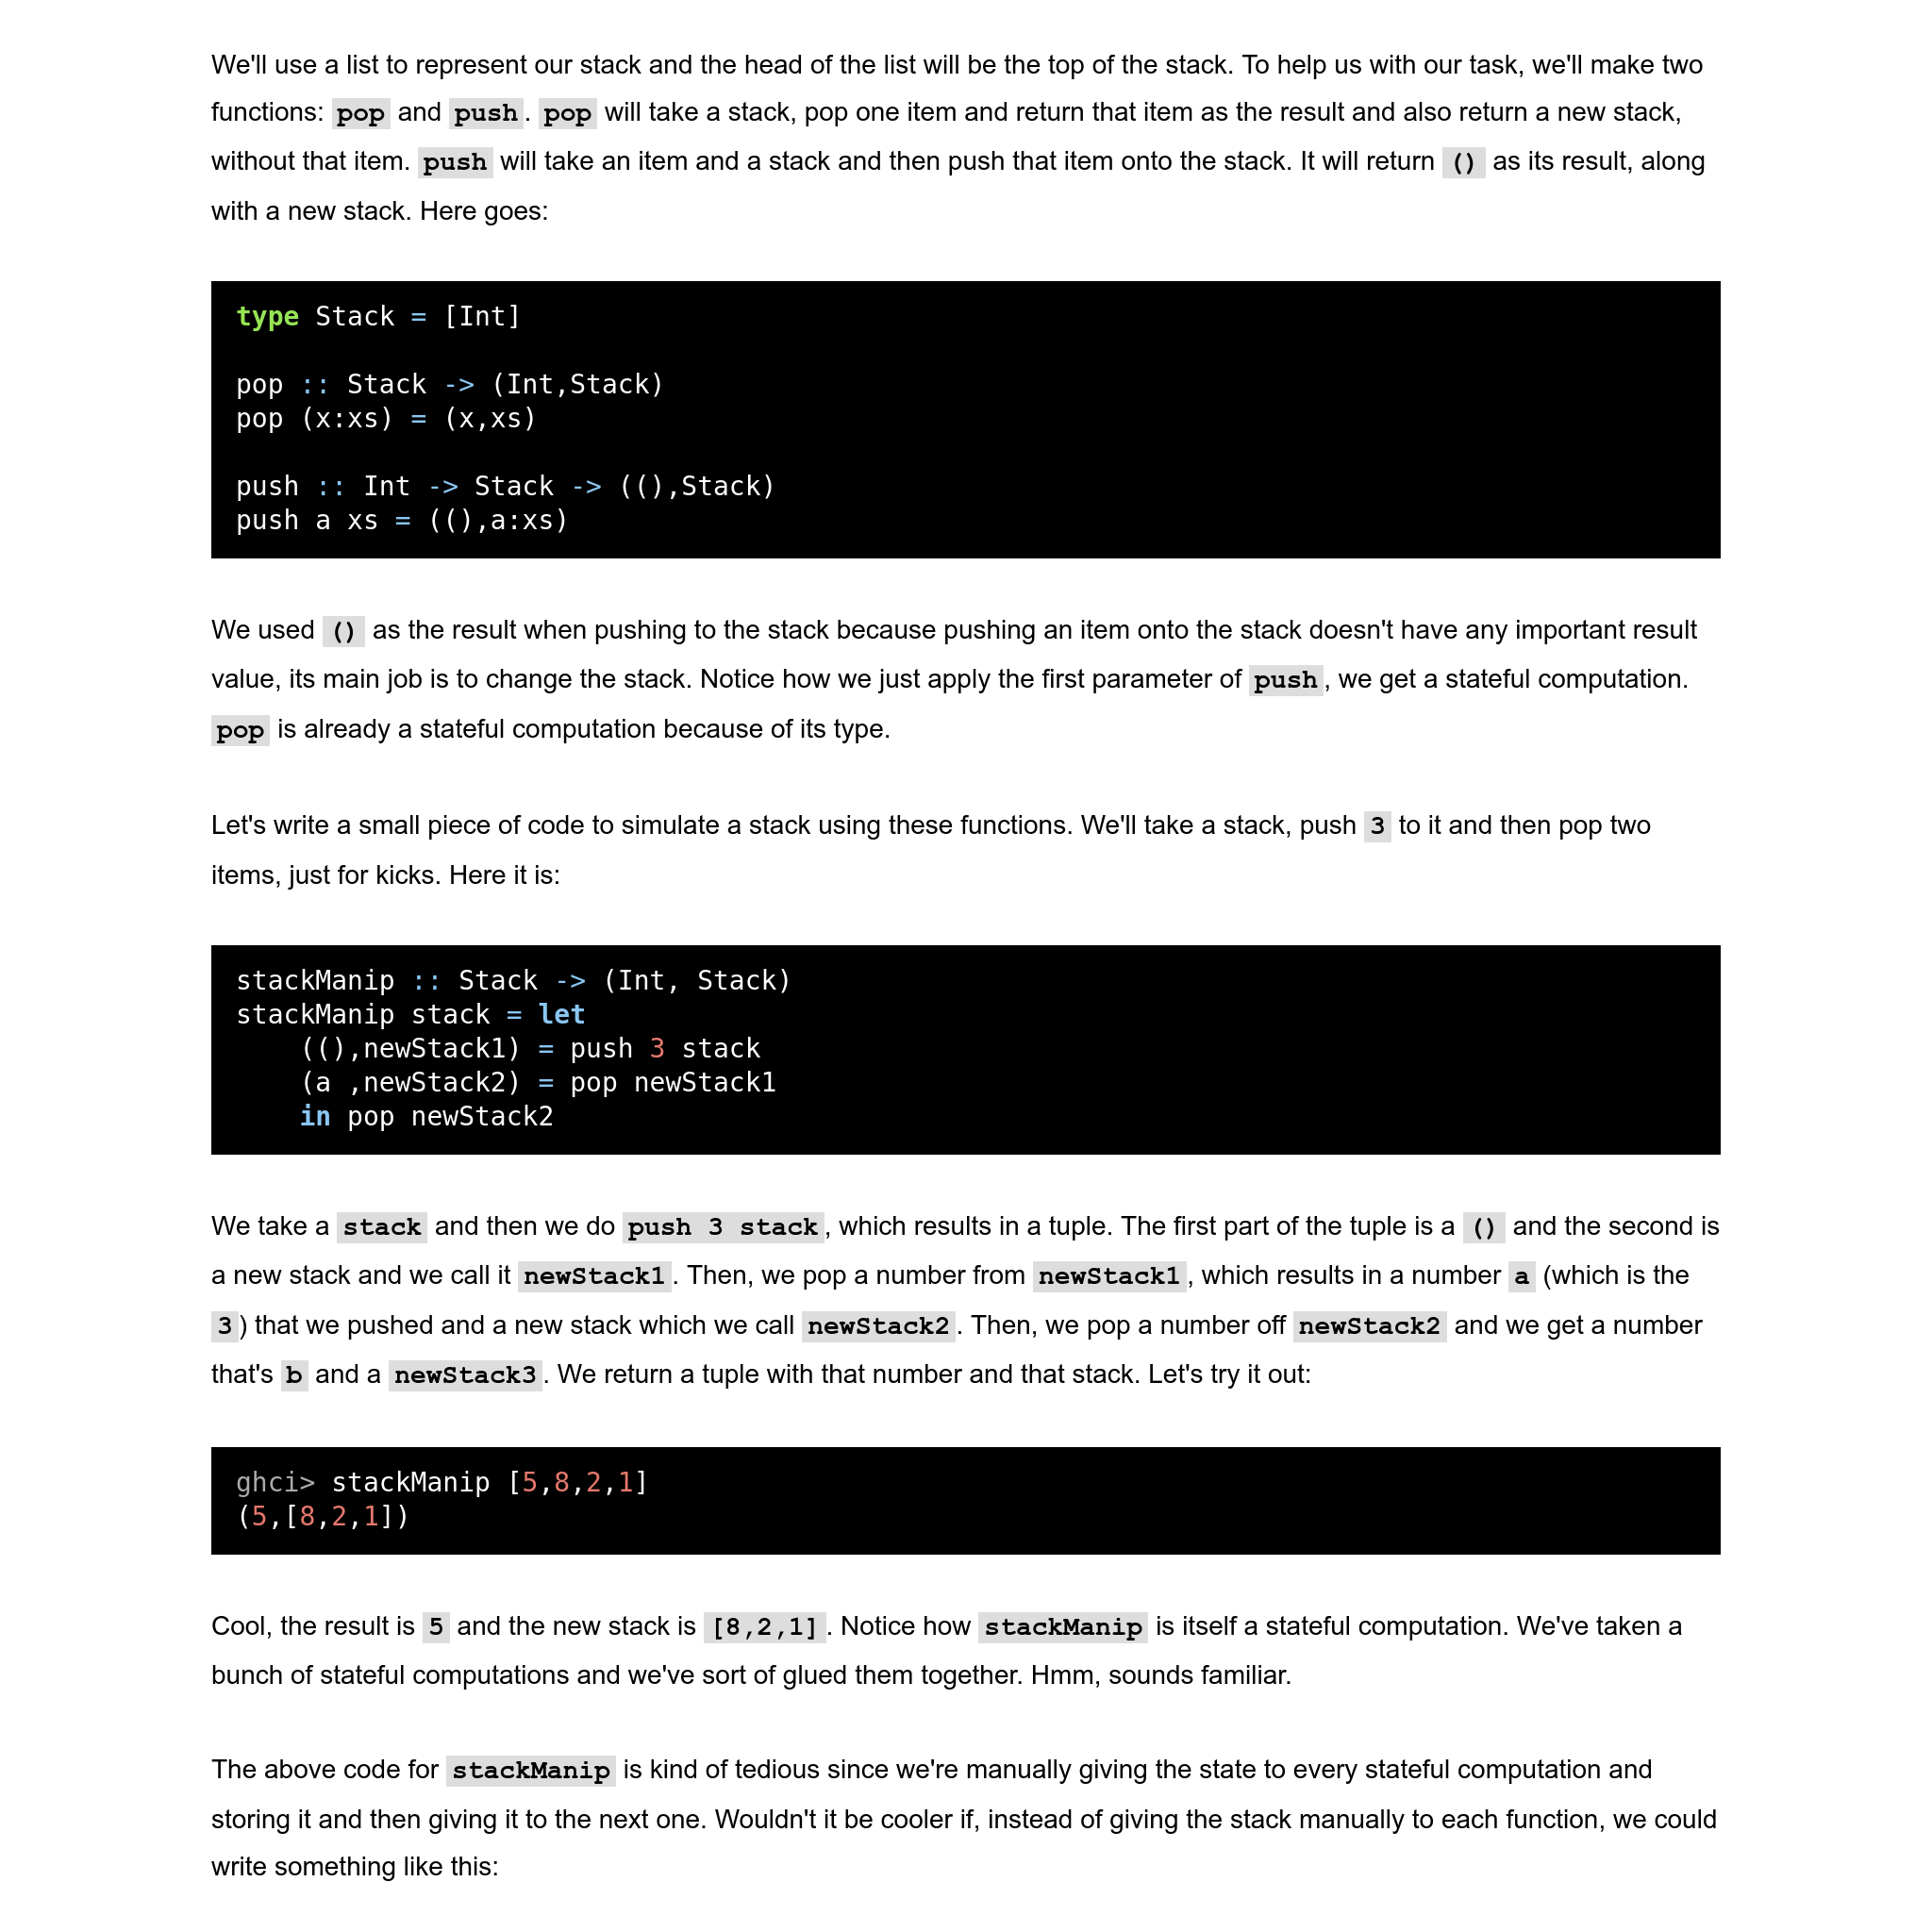 We'll use a list to represent our stack and the head of the list will be the top of the stack. To help us with our task, we'll make two
functions: pop and push. pop will take a stack, pop one item and return that item as the result and also return a new stack,
without that item. push will take an item and a stack and then push that item onto the stack. It will return () as its result, along
with a new stack. Here goes:
type Stack = [Int]
pop :: Stack -> (Int,Stack)
pop (x:xs) = (x,xs)
push :: Int -> Stack -> ((),Stack)
push a xs = ((),a:xs)
We used () as the result when pushing to the stack because pushing an item onto the stack doesn't have any important result
value, its main job is to change the stack. Notice how we just apply the first parameter of push, we get a stateful computation.
pop is already a stateful computation because of its type.
Let's write a small piece of code to simulate a stack using these functions. We'll take a stack, push 3 to it and then pop two
items, just for kicks. Here it is:
stackManip :: Stack -> (Int, Stack)
stackManip stack = let
    ((),newStack1) = push 3 stack
    (a ,newStack2) = pop newStack1
    in pop newStack2
We take a stack and then we do push 3 stack, which results in a tuple. The first part of the tuple is a () and the second is
a new stack and we call it newStack1. Then, we pop a number from newStack1, which results in a number a (which is the
3) that we pushed and a new stack which we call newStack2. Then, we pop a number off newStack2 and we get a number
that's b and a newStack3. We return a tuple with that number and that stack. Let's try it out:
ghci> stackManip [5,8,2,1]
(5,[8,2,1])
Cool, the result is 5 and the new stack is [8,2,1]. Notice how stackManip is itself a stateful computation. We've taken a
bunch of stateful computations and we've sort of glued them together. Hmm, sounds familiar.
The above code for stackManip is kind of tedious since we're manually giving the state to every stateful computation and
storing it and then giving it to the next one. Wouldn't it be cooler if, instead of giving the stack manually to each function, we could
write something like this: